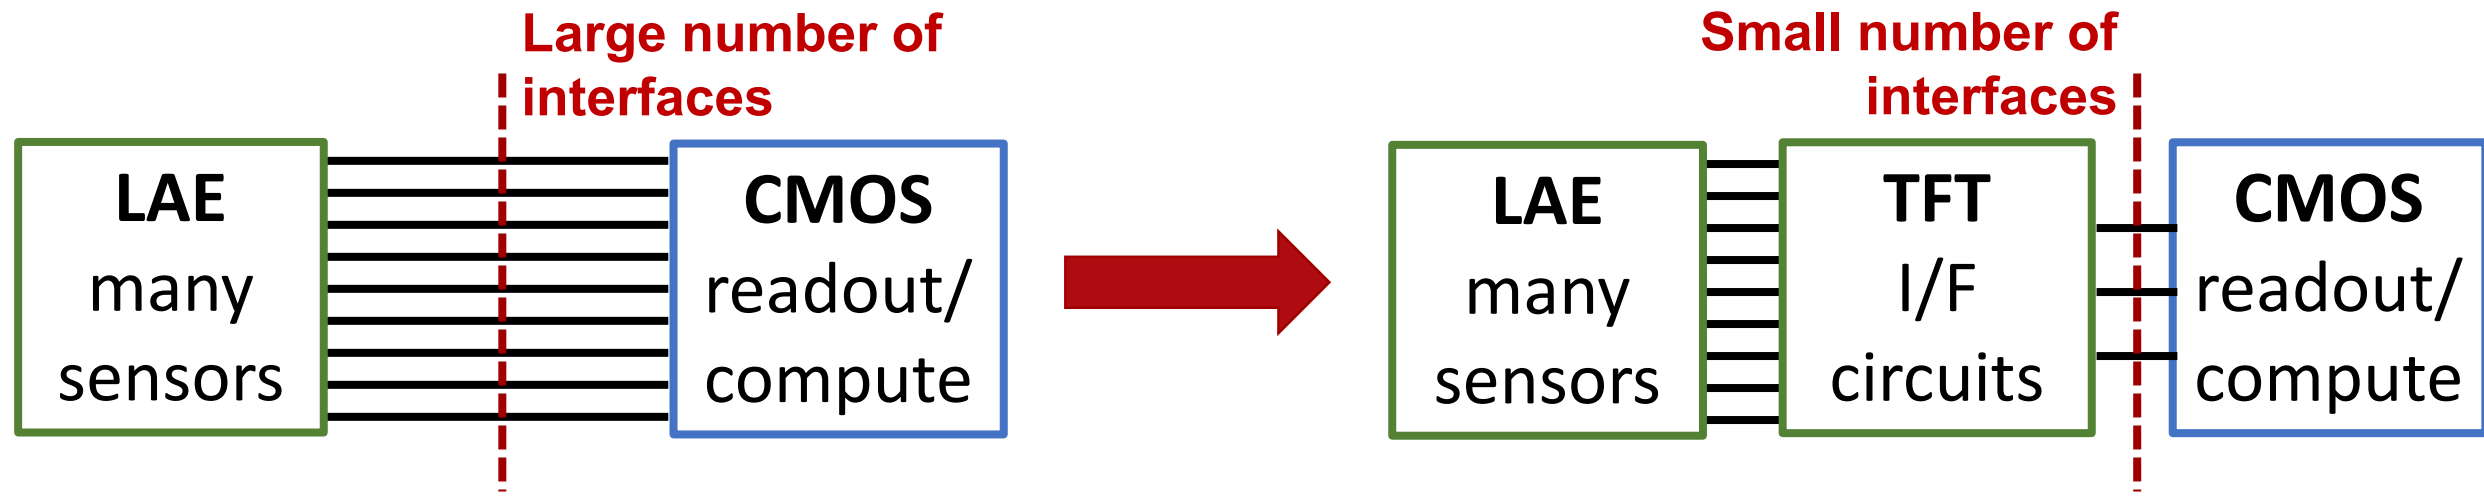 Large number of
interfaces
LAE
many
sensors
CMOS
readout/
compute
Small number of
interfaces
LAE
many
sensors
TFT
I/F
circuits
CMOS
readout/
compute